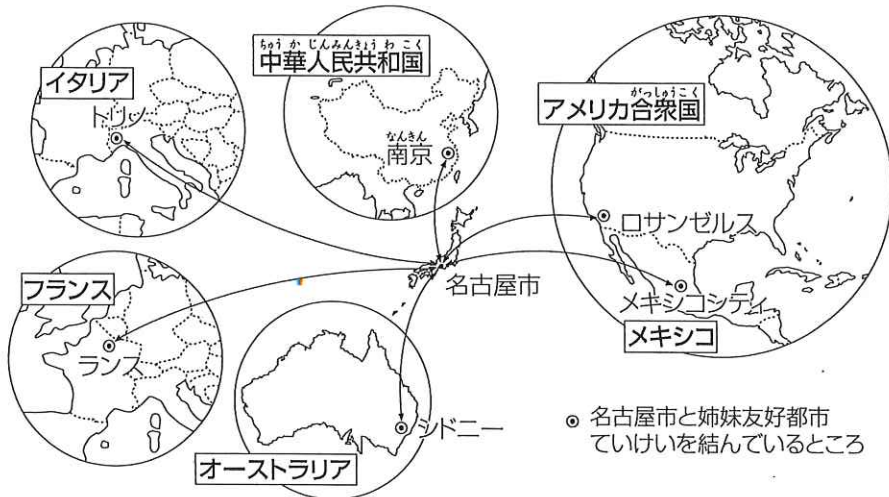 ちゅうかじんみんきょうわこく
中華人民共和国
イタリア
トリノ
なんきん
南京
がっしゅうこく
アメリカ合衆国
ロサンゼルス
メキシコシティ
メキシコ
名古屋市
フランス
ランス
シドニー
オーストラリア
名古屋市と姉妹友好都市
ていけいを結んでいるところ